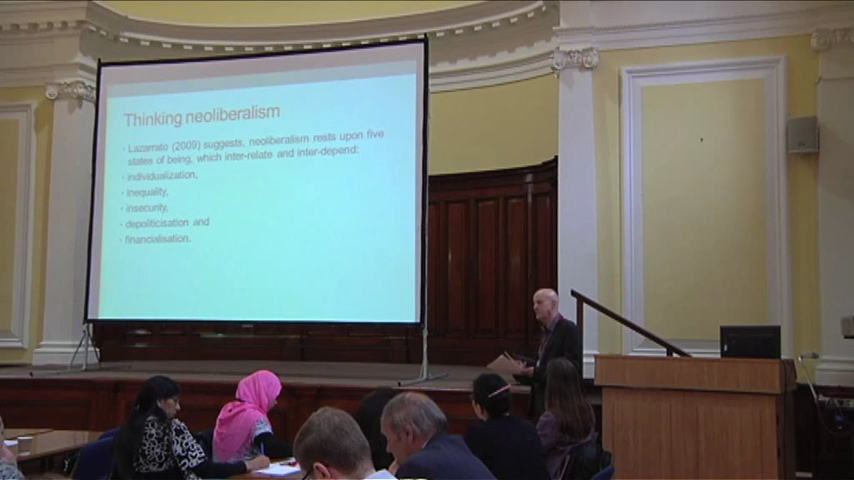 Thinking neoliberalism
· Lazarrato (2009) suggests, neoliberalism rests upon five
states of being, which inter-relate and inter-depend:
· individualization,
· inequality,
· insecurity,
· depoliticisation and
· financialisation.